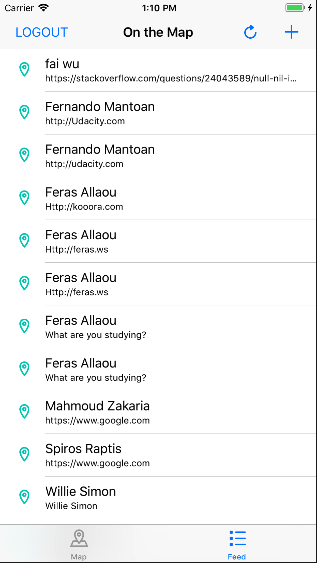 Carrier 1:10 PM
LOGOUT On the Map
fai wu
https://stackoverflow.com/questions/24043589/null-nil-i...
Fernando Mantoan
http://Udacity.com
Fernando Mantoan
http://udacity.com
Feras Allaou
Http://kooora.com
Feras Allaou
Http://feras.ws
Feras Allaou
Http://feras.ws
Feras Allaou
What are you studying?
Feras Allaou
What are you studying?
Mahmoud Zakaria
https://www.google.com
Spiros Raptis
https://www.google.com
Willie Simon
Willie Simon
Map Feed